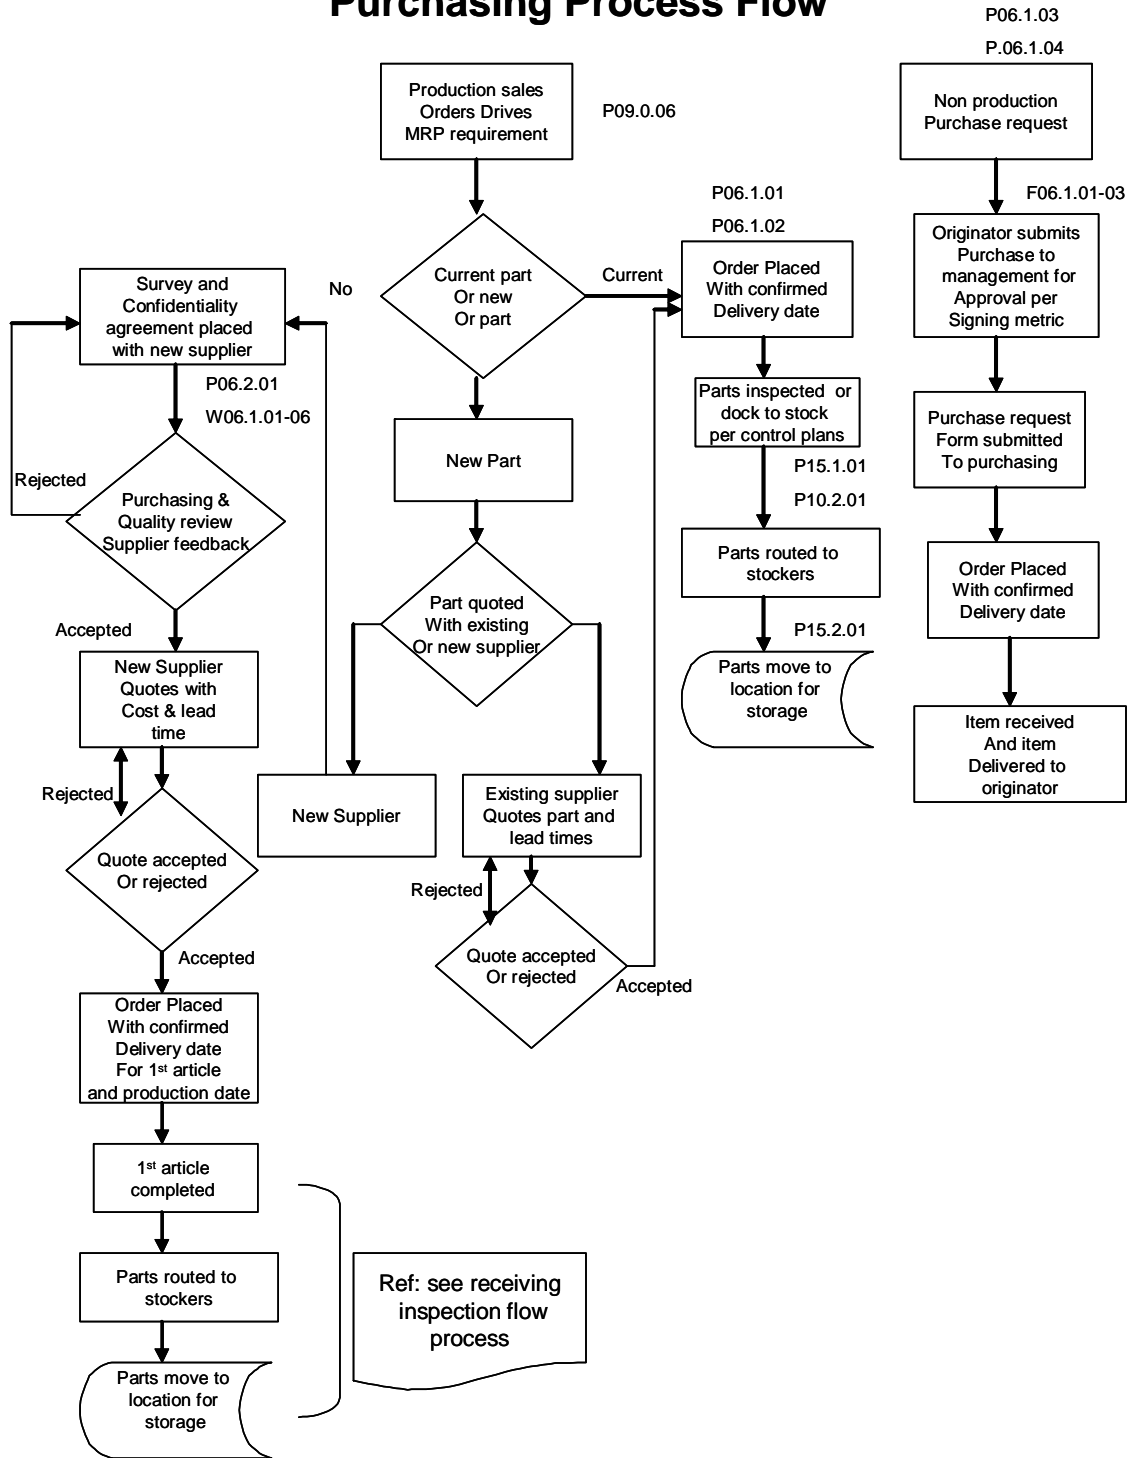 Purchasing Process Flow
P06.1.03
P.06.1.04
Production sales
Orders Drives
MRP requirement
P09.0.06
Non production
Purchase request
F06.1.01-03
P06.1.01
P06.1.02
Originator submits
Purchase to
management for
Approval per
Signing metric
Current part
Or new
Or part
Current
No
Order Placed
With confirmed
Delivery date
Survey and
Confidentiality
agreement placed
with new supplier
P06.2.01
W06.1.01-06
Parts inspected or
dock to stock
per control plans
Purchase request
Form submitted
To purchasing
New Part
P15.1.01
P10.2.01
Rejected
Purchasing &
Quality review
Supplier feedback
Parts routed to
stockers
Order Placed
With confirmed
Delivery date
Part quoted
With existing
Or new supplier
P15.2.01
Accepted
New Supplier
Quotes with
Cost & lead
time
Parts move to
location for
storage
Item received
And item
Delivered to
originator
Rejected
New Supplier
Existing supplier
Quotes part and
lead times
Quote accepted
Or rejected
Rejected
Quote accepted
Or rejected
Accepted
Accepted
Order Placed
With confirmed
Delivery date
For 1st article
and production date
1st article
completed
Parts routed to
stockers
Ref: see receiving
inspection flow
process
Parts move to
location for
storage